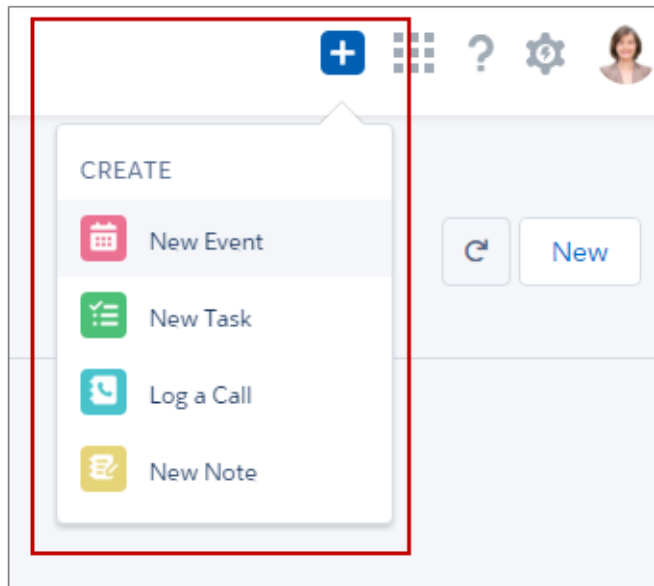 CREATE
New Event
New
New Task
Log a Call
New Note